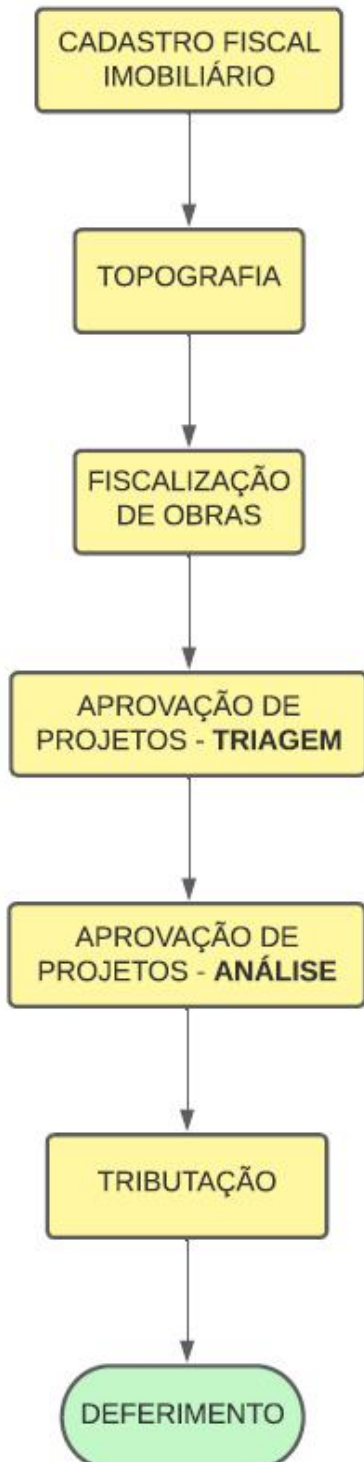 CADASTRO FISCAL
IMOBILIÁRIO
TOPOGRAFIA
FISCALIZAÇÃO
DE OBRAS
APROVAÇÃO DE
PROJETOS - TRIAGEM
APROVAÇÃO DE
PROJETOS - ANÁLISE
TRIBUTAÇÃO
DEFERIMENTO